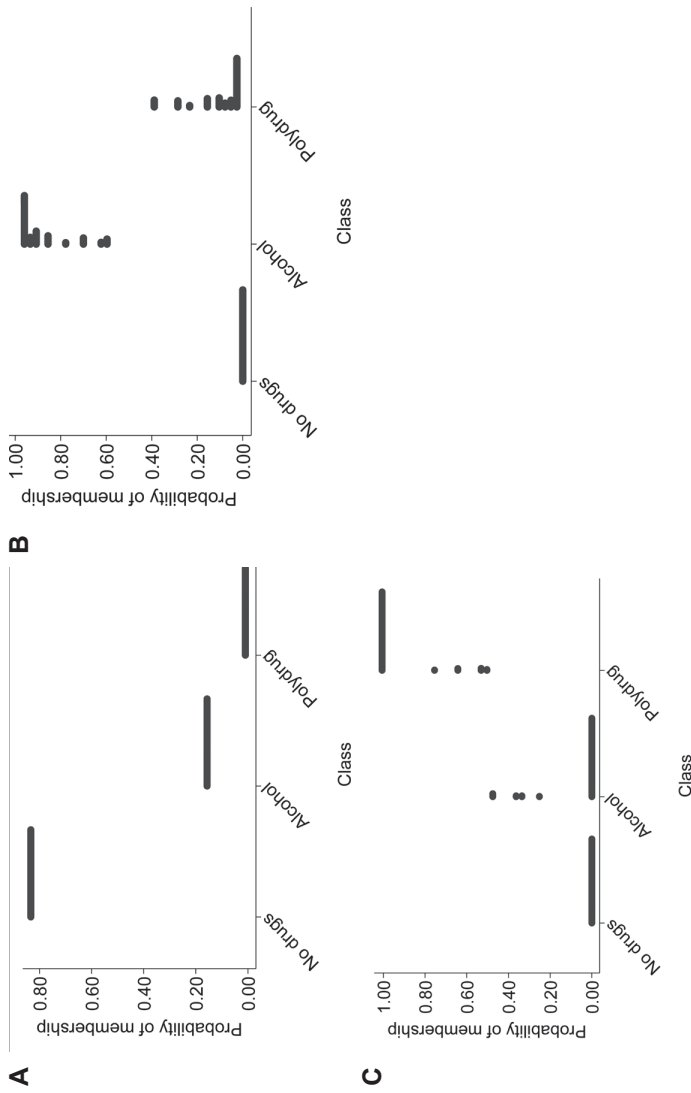 A
Probability of membership
0.80
0.60
0.40
0.20
0.00
No drugs
Alcohol
Polydrug
Class
B
Probability of membership
1.00
0.80
0.60
0.40
0.20
0.00
No drugs
Alcohol
Polydrug
Class
C
Probability of membership
1.00
0.80
0.60
0.40
0.20
0.00
No drugs
Alcohol
Polydrug
Class